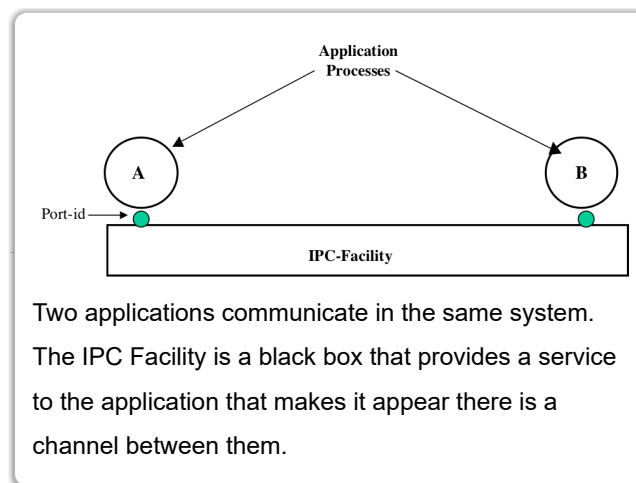 Application
Processes
A
B
Port-id
IPC-Facility
Two applications communicate in the same system.
The IPC Facility is a black box that provides a service
to the application that makes it appear there is a
channel between them.